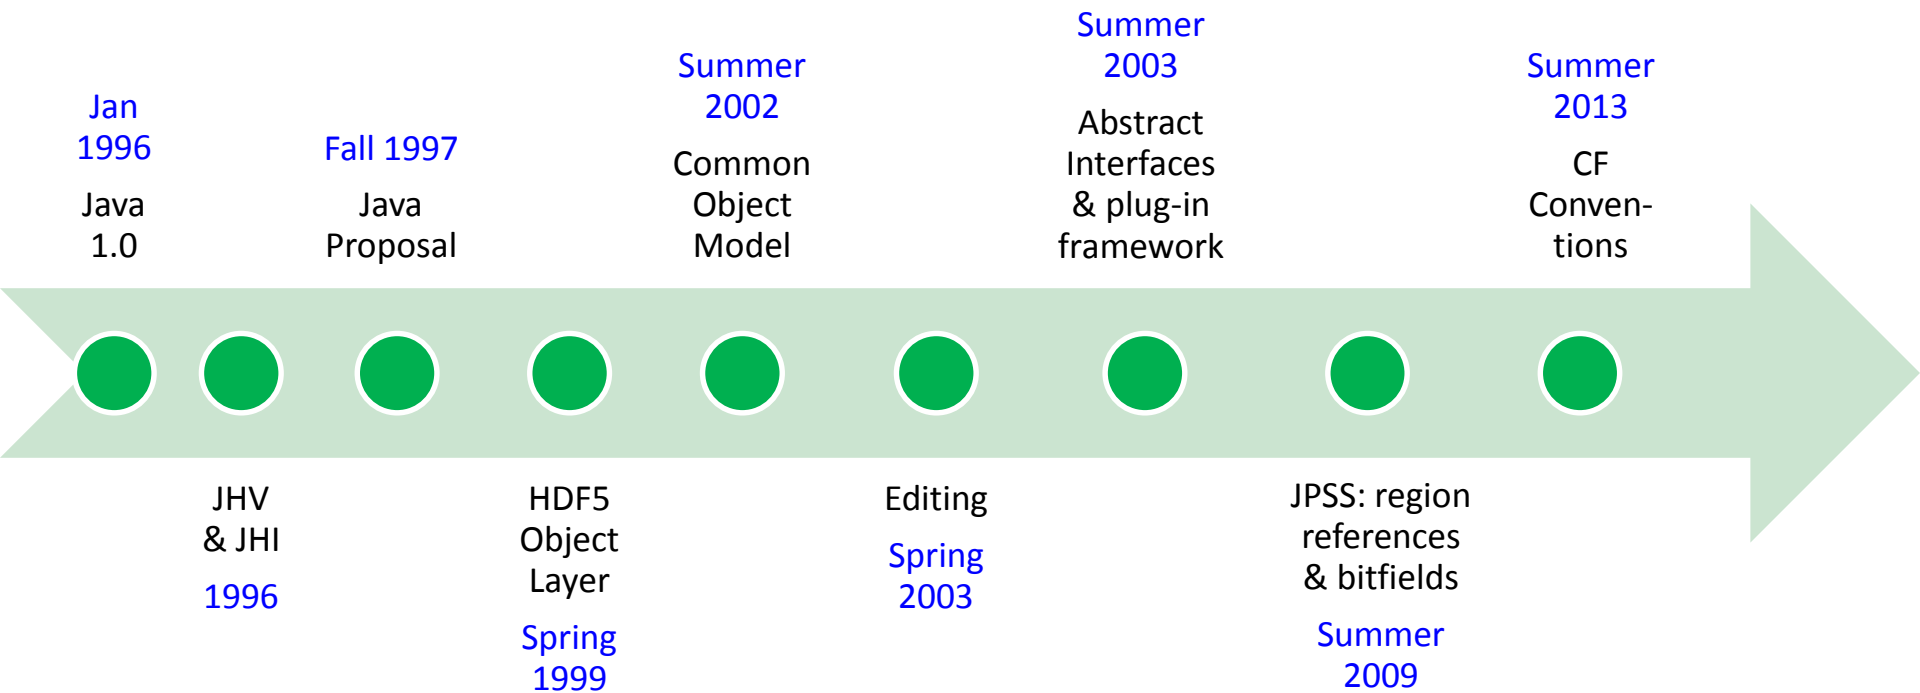 Jan
1996
Java
1.0
JHV
& JHI
1996
Fall 1997
Java
Proposal
HDF5
Object
Layer
Spring
1999
Summer
2002
Common
Object
Model
Editing
Spring
2003
Summer
2003
Abstract
Interfaces
& plug-in
framework
JPSS: region
references
& bitfields
Summer
2009
Summer
2013
CF
Conven-
tions